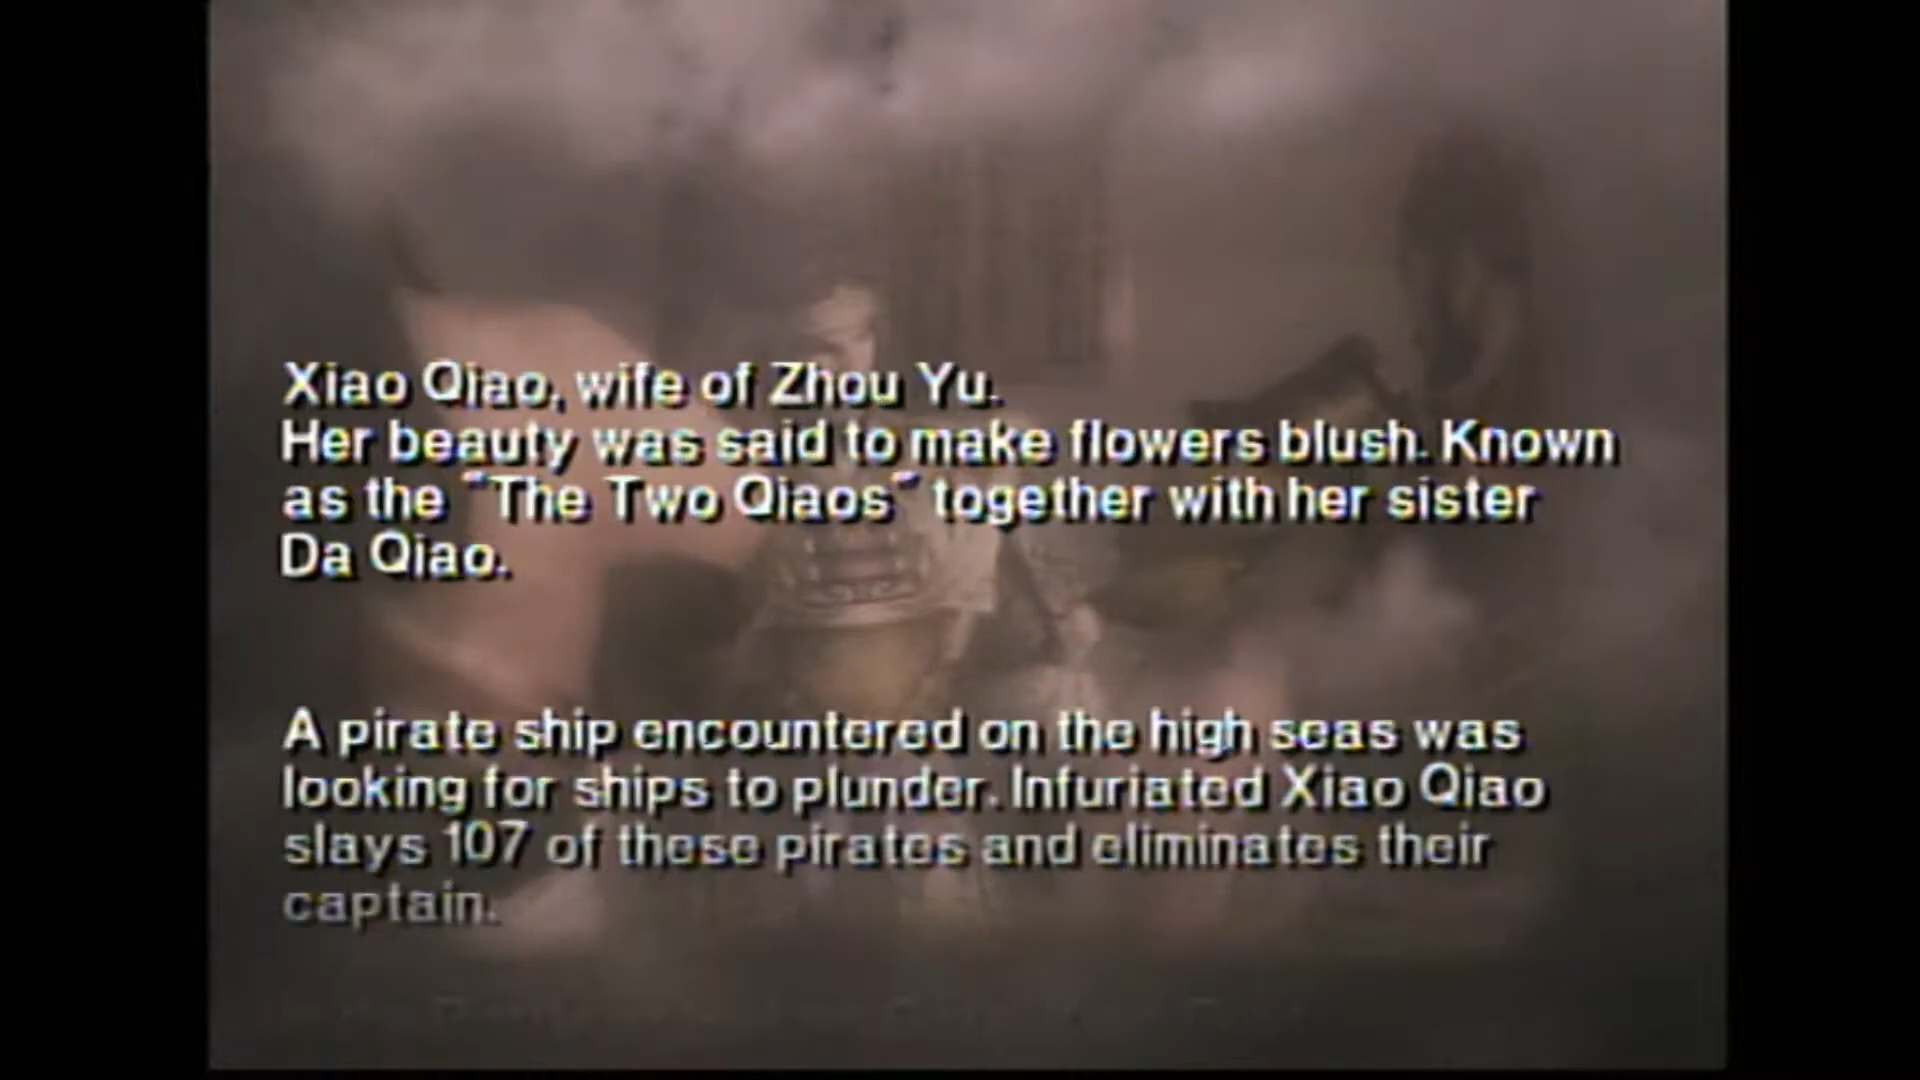 Xiao Qiao, wife of Zhou Yu.
Her beauty was said to make flowers blush. Known
as the "The Two Qiaos" together with her sister
Da Qiao.
A pirate ship encountered on the high seas was
looking for ships to plunder. Infuriated Xiao Qiao
slays 107 of these pirates and eliminates their
captain.